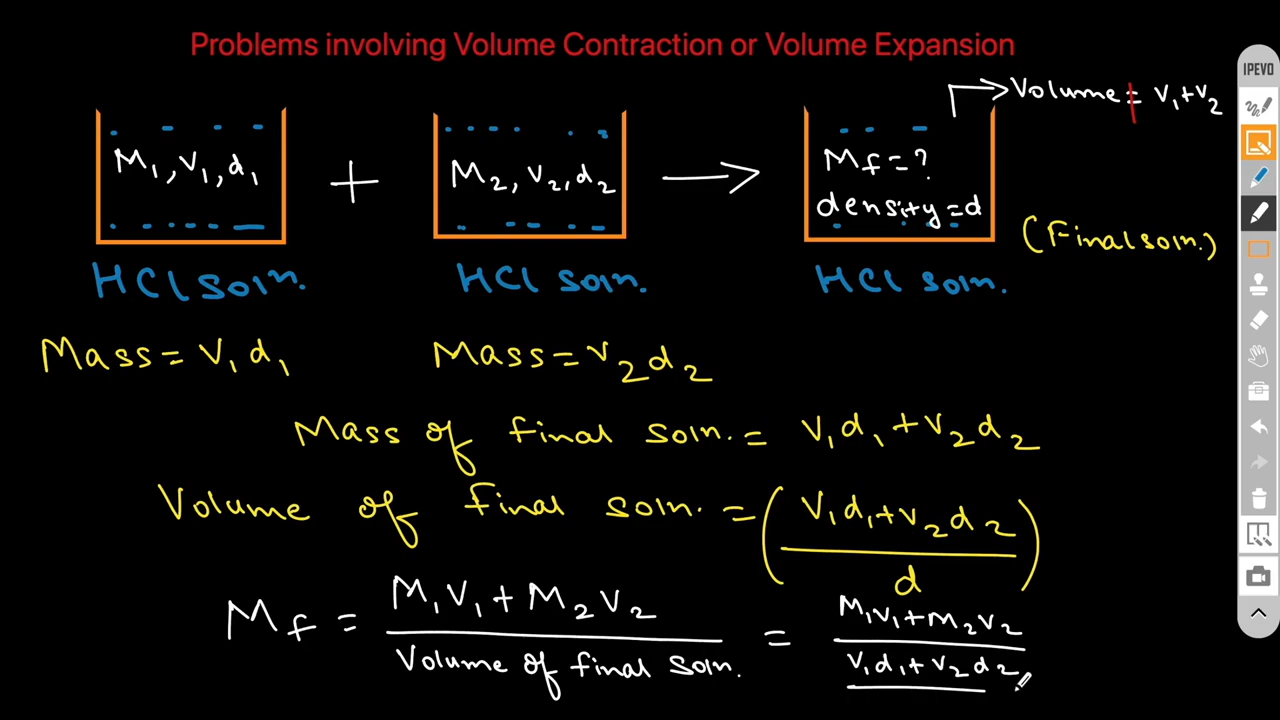 Problems involving Volume Contraction or Volume Expansion
IPEVO
Volume ≠ V₁+V₂
M₁, V₁, d₁
+
M₂, V₂, d₂
→
Mf = ?
density = d
(Final soln.)
HCl soln.
HCl soln.
HCl soln.
Mass = V₁d₁
Mass = V₂d₂
Mass of final soln. = V₁d₁ + V₂d₂
Volume of final soln. = (V₁d₁+V₂d₂ / d)
Mf = M₁V₁ + M₂V₂ / Volume of final soln. = M₁V₁+M₂V₂ / V₁d₁+V₂d₂